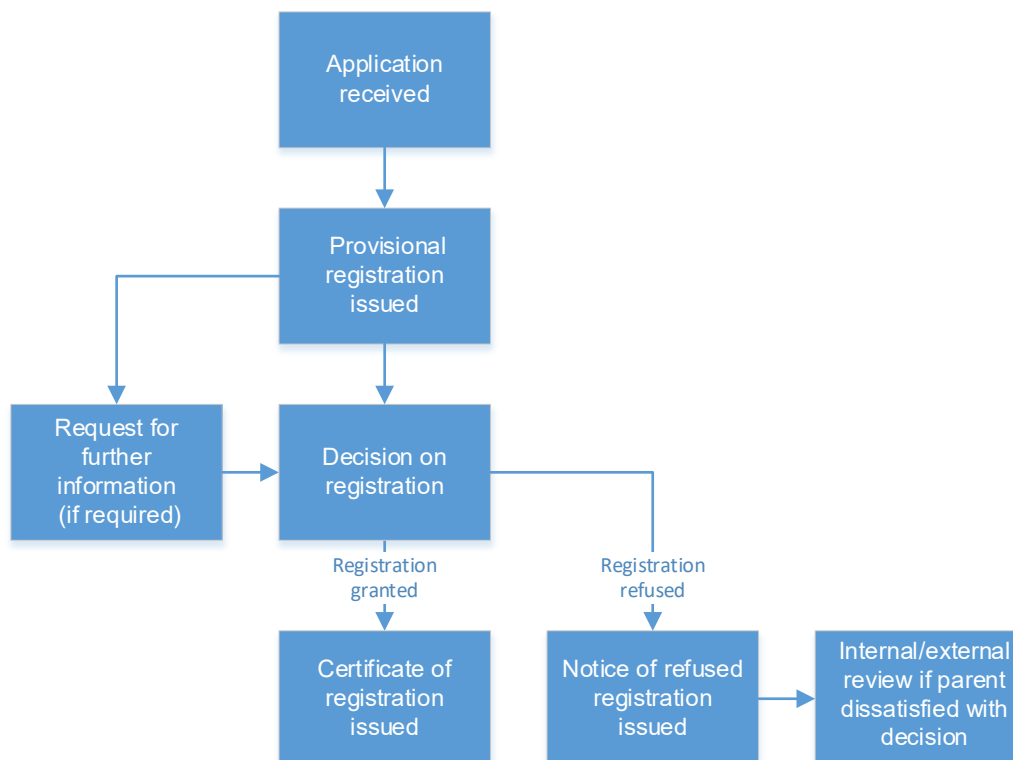 Application
received
Provisional
registration
issued
Request for
further
information
(if required)
Decision on
registration
Registration
granted
Registration
refused
Certificate of
registration
issued
Notice of refused
registration
issued
Internal/external
review if parent
dissatisfied with
decision